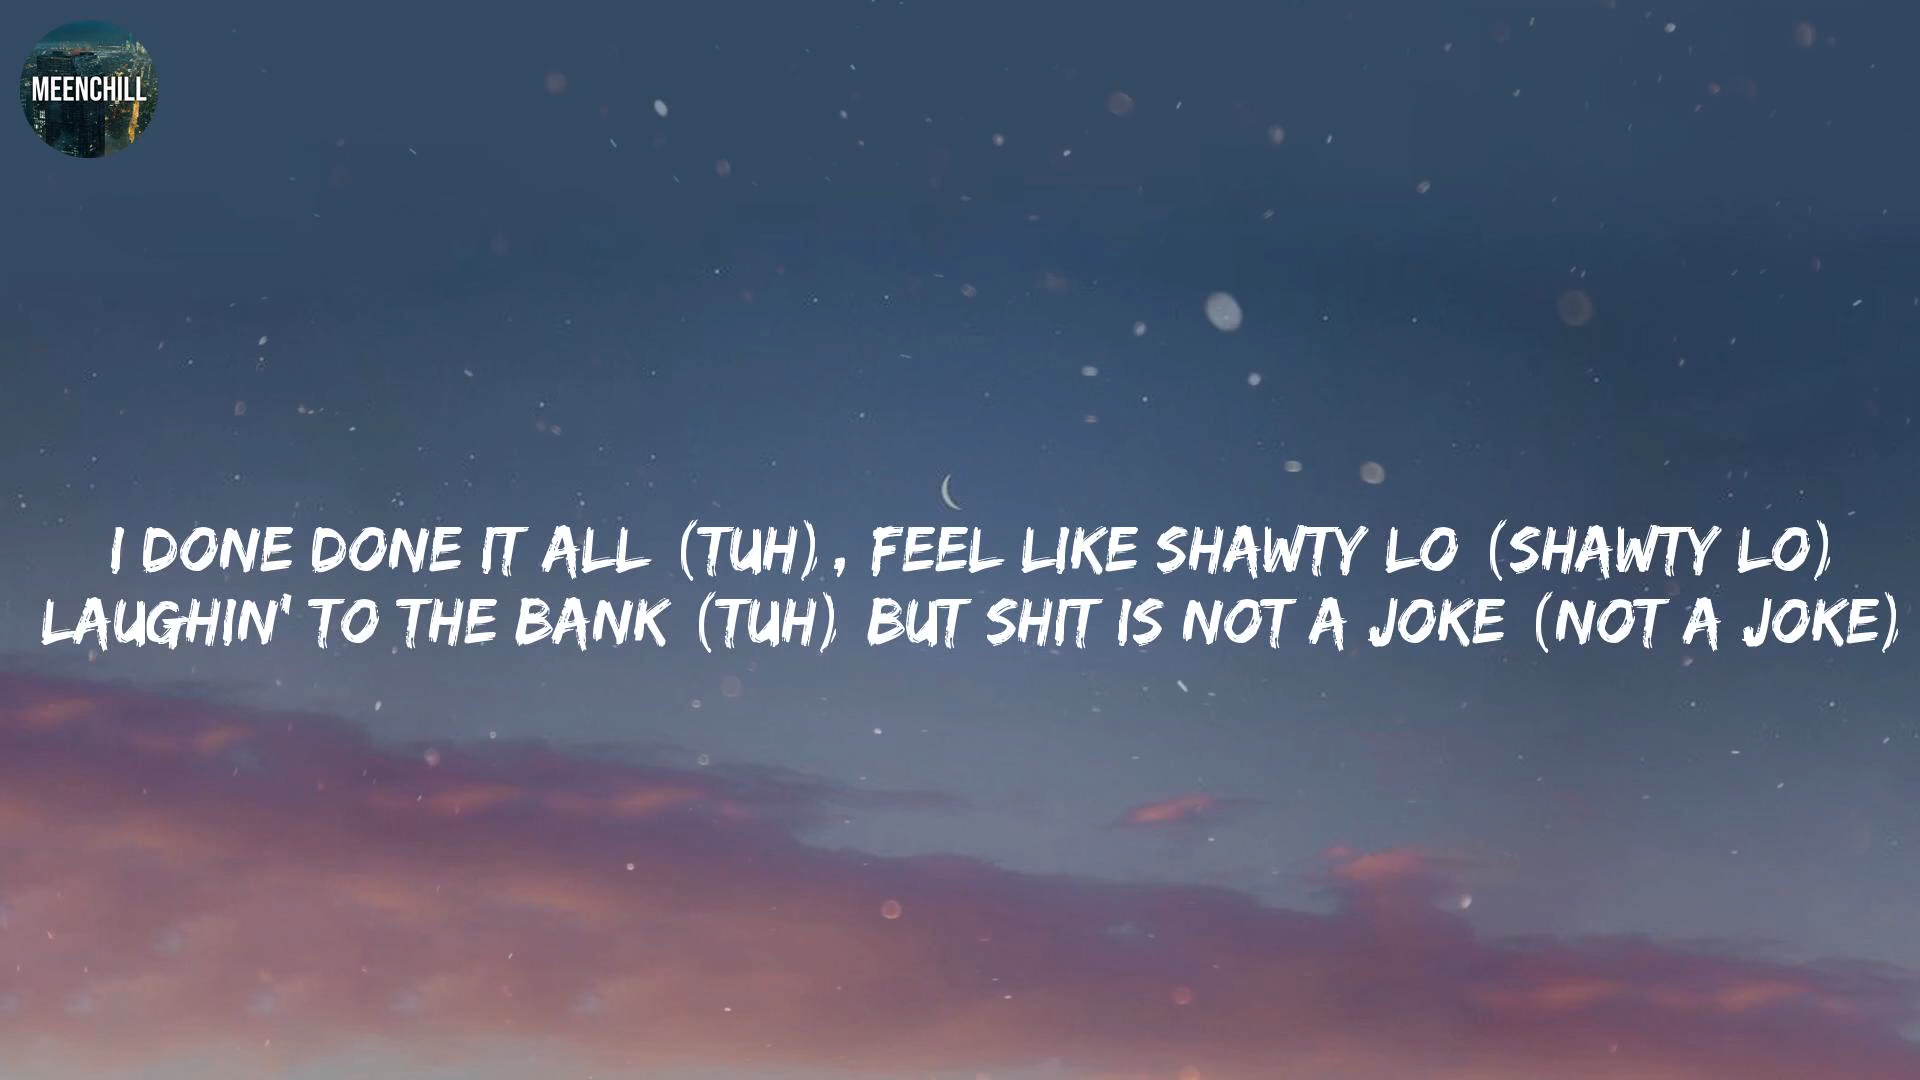 MEENCHILL
I DONE DONE IT ALL (TUH), FEEL LIKE SHAWTY LO (SHAWTY LO)
LAUGHIN' TO THE BANK (TUH) BUT SHIT IS NOT A JOKE (NOT A JOKE)